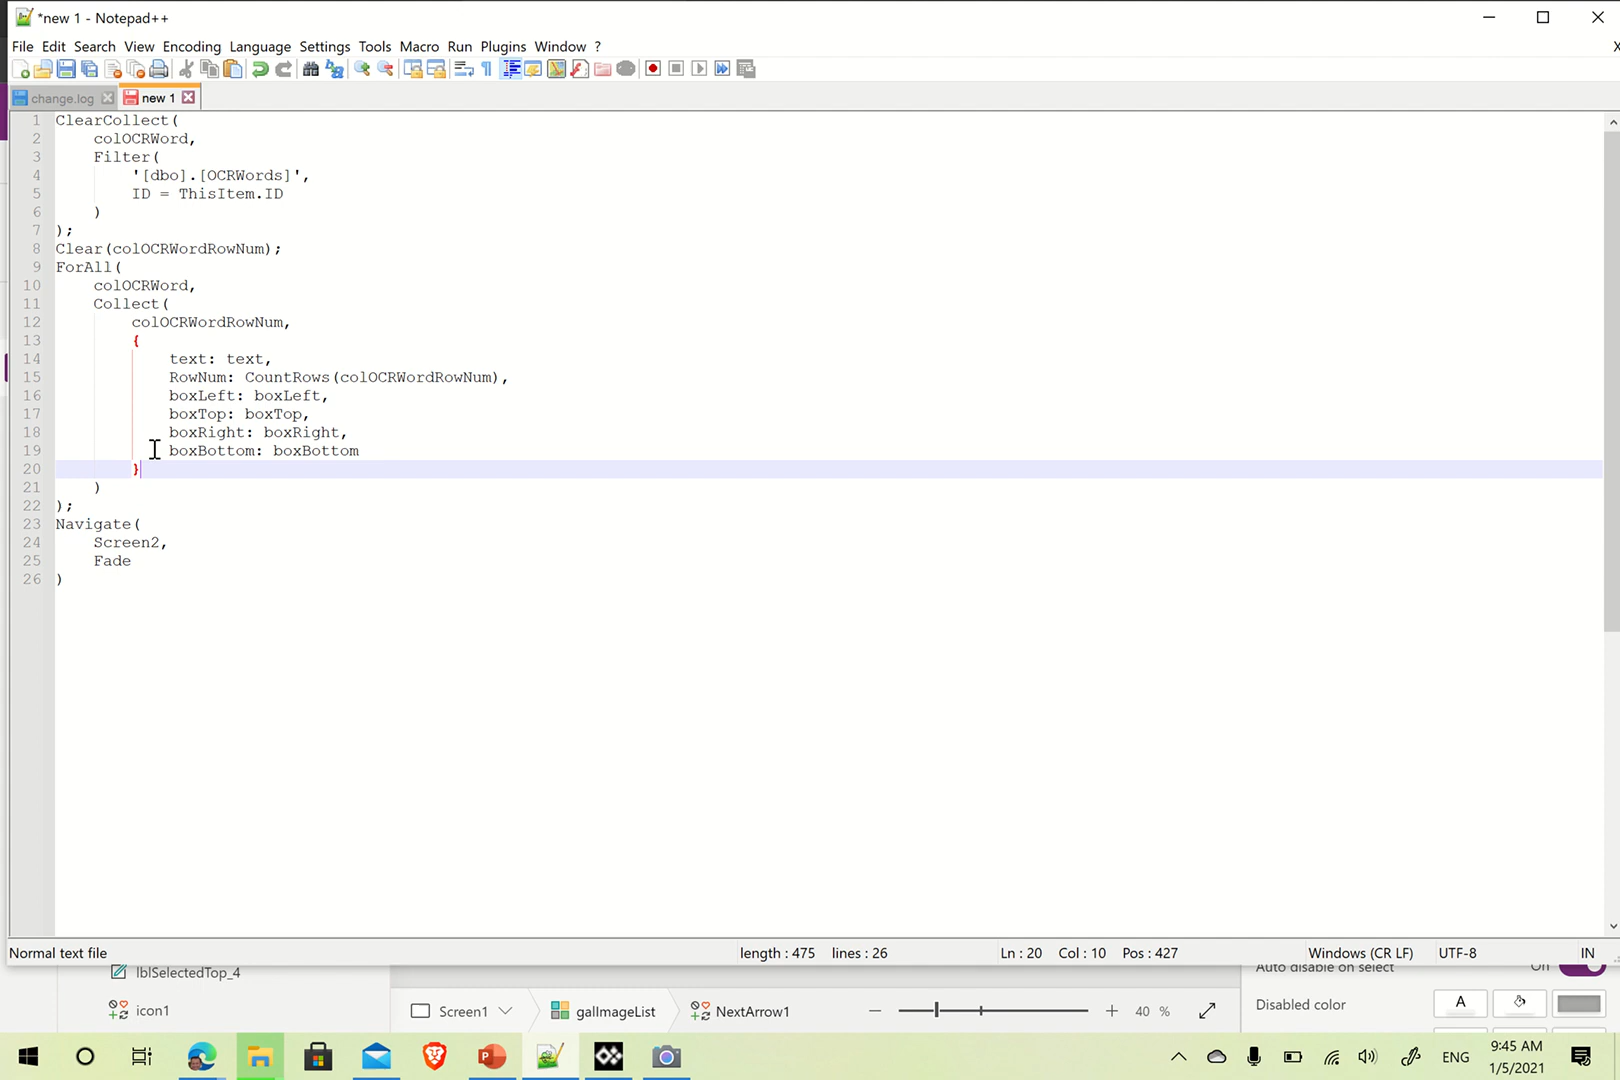 *new 1 - Notepad++
File Edit Search View Encoding Language Settings Tools Macro Run Plugins Window ? X
change.log new 1
1 ClearCollect(
2 colOCRWord,
3 Filter(
4 '[dbo].[OCRWords]',
5 ID = ThisItem.ID
6 )
7 );
8 Clear(colOCRWordRowNum);
9 ForAll(
10 colOCRWord,
11 Collect(
12 colOCRWordRowNum,
13 {
14 text: text,
15 RowNum: CountRows(colOCRWordRowNum),
16 boxLeft: boxLeft,
17 boxTop: boxTop,
18 boxRight: boxRight,
19 boxBottom: boxBottom
20 }
21 )
22 );
23 Navigate(
24 Screen2,
25 Fade
26 )
Normal text file length : 475 lines : 26 Ln : 20 Col : 10 Pos : 427 Windows (CR LF) UTF-8 IN
lblSelectedTop_4 Auto disable on select On
icon1 Screen1 galImageList NextArrow1 40 % Disabled color A
ENG 9:45 AM
1/5/2021